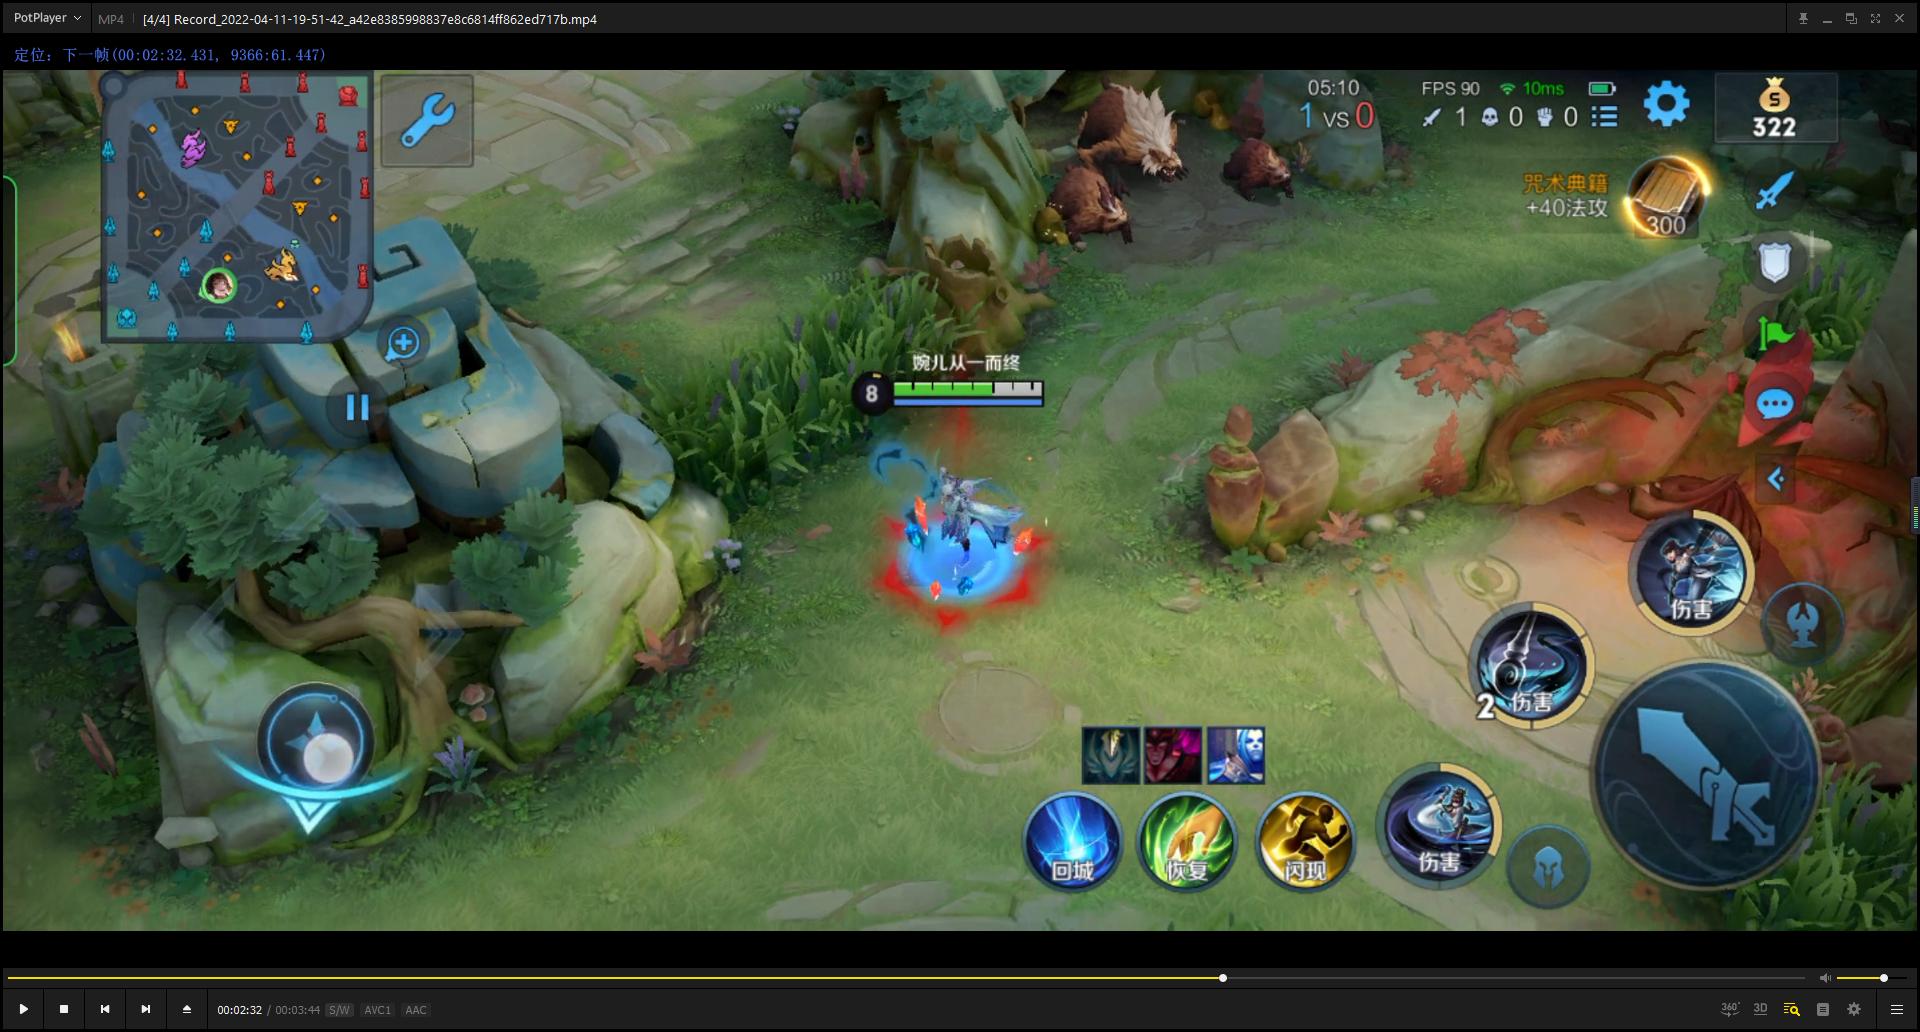 PotPlayer MP4 [4/4] Record_2022-04-11-19-51-42_a42e8385998837e8c6814ff862ed717b.mp4
定位: 下一帧(00:02:32.431, 9366:61.447)
05:10 FPS 90 10ms
1 VS 0 1 0 0
322
咒术典籍
+40法攻
300
婉儿从一而终
8
伤害
2 伤害
伤害
回城 恢复 闪现
00:02:32 / 00:03:44 S/W AVC1 AAC
360° 3D